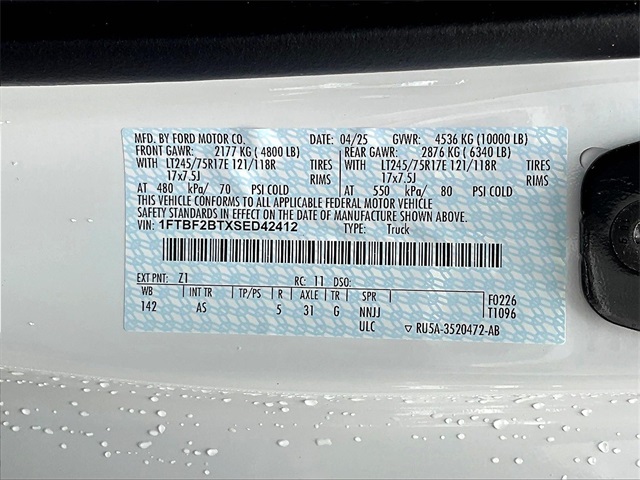 MFD. BY FORD MOTOR CO. DATE: 04/25 GVWR: 4536 KG (10000 LB)
FRONT GAWR: 2177 KG ( 4800 LB) REAR GAWR: 2876 KG ( 6340 LB)
WITH LT245/75R17E 121/118R TIRES WITH LT245/75R17E 121/118R TIRES
17x7.5J RIMS 17x7.5J RIMS
AT 480 kPa/ 70 PSI COLD AT 550 kPa/ 80 PSI COLD
THIS VEHICLE CONFORMS TO ALL APPLICABLE FEDERAL MOTOR VEHICLE
SAFETY STANDARDS IN EFFECT ON THE DATE OF MANUFACTURE SHOWN ABOVE.
VIN: 1FTBF2BTXSED42412 TYPE: Truck
EXT PNT: Z1 RC: 11 DSO:
WB INT TR TP/PS R AXLE TR SPR F0226
142 AS 5 31 G NNJJ T1096
ULC ▽ RU5A-3520472-AB